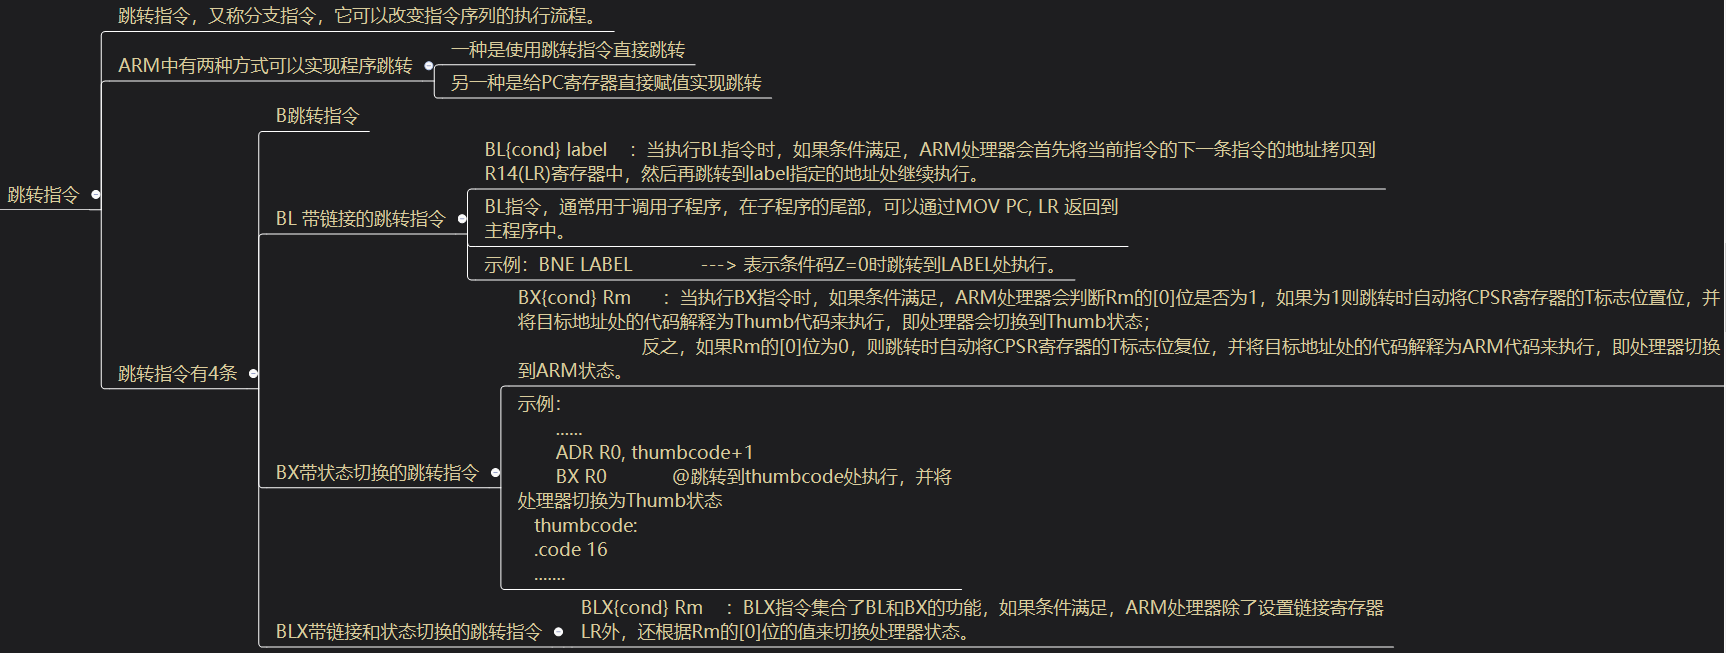 跳转指令，又称分支指令，它可以改变指令序列的执行流程。
ARM中有两种方式可以实现程序跳转
一种是使用跳转指令直接跳转
另一种是给PC寄存器直接赋值实现跳转
跳转指令
跳转指令有4条
B跳转指令
BL 带链接的跳转指令
BL{cond} label ：当执行BL指令时，如果条件满足，ARM处理器会首先将当前指令的下一条指令的地址拷贝到
R14(LR)寄存器中，然后再跳转到label指定的地址处继续执行。
BL指令，通常用于调用子程序，在子程序的尾部，可以通过MOV PC, LR 返回到
主程序中。
示例：BNE LABEL ---> 表示条件码Z=0时跳转到LABEL处执行。
BX带状态切换的跳转指令
BX{cond} Rm ：当执行BX指令时，如果条件满足，ARM处理器会判断Rm的[0]位是否为1，如果为1则跳转时自动将CPSR寄存器的T标志位置位，并
将目标地址处的代码解释为Thumb代码来执行，即处理器会切换到Thumb状态；
反之，如果Rm的[0]位为0，则跳转时自动将CPSR寄存器的T标志位复位，并将目标地址处的代码解释为ARM代码来执行，即处理器切换
到ARM状态。
示例：
......
ADR R0, thumbcode+1
BX R0 @跳转到thumbcode处执行，并将
处理器切换为Thumb状态
thumbcode:
.code 16
.......
BLX带链接和状态切换的跳转指令
BLX{cond} Rm ：BLX指令集合了BL和BX的功能，如果条件满足，ARM处理器除了设置链接寄存器
LR外，还根据Rm的[0]位的值来切换处理器状态。